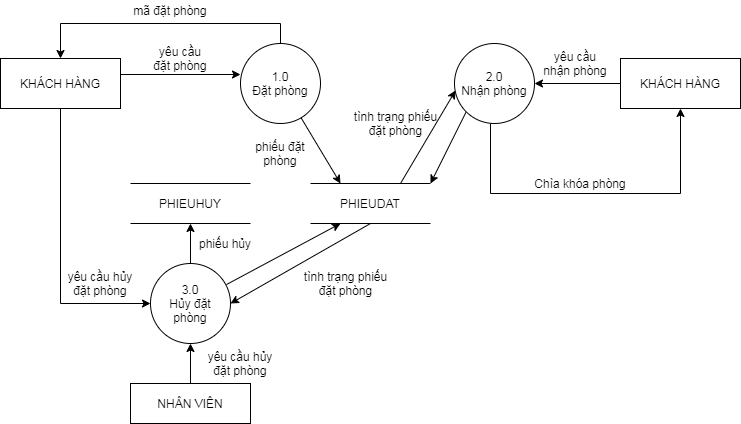 mã đặt phòng
yêu cầu
đặt phòng
KHÁCH HÀNG
1.0
Đặt phòng
2.0
Nhận phòng
yêu cầu
nhận phòng
KHÁCH HÀNG
tình trạng phiếu
đặt phòng
phiếu đặt
phòng
Chìa khóa phòng
PHIEUHUY
PHIEUDAT
phiếu hủy
yêu cầu hủy
đặt phòng
3.0
Hủy đặt
phòng
tình trạng phiếu
đặt phòng
yêu cầu hủy
đặt phòng
NHÂN VIÊN